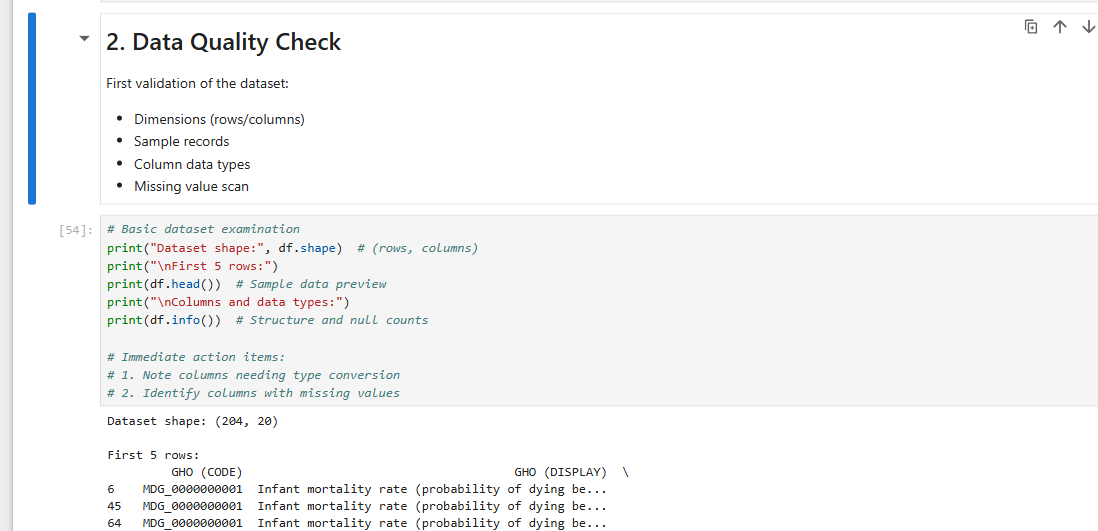 2. Data Quality Check
First validation of the dataset:
• Dimensions (rows/columns)
• Sample records
• Column data types
• Missing value scan
[54]:
# Basic dataset examination
print("Dataset shape:", df.shape)  # (rows, columns)
print("\nFirst 5 rows:")
print(df.head())  # Sample data preview
print("\nColumns and data types:")
print(df.info())  # Structure and null counts
# Immediate action items:
# 1. Note columns needing type conversion
# 2. Identify columns with missing values
Dataset shape: (204, 20)
First 5 rows:
GHO (CODE) GHO (DISPLAY) \
6 MDG_0000000001 Infant mortality rate (probability of dying be...
45 MDG_0000000001 Infant mortality rate (probability of dying be...
64 MDG_0000000001 Infant mortality rate (probability of dying be...